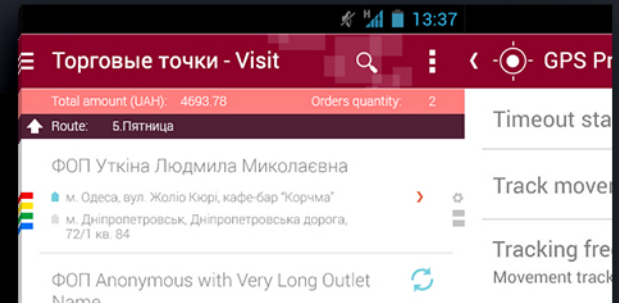 H 13:37
Торговые точки - Visit
Total amount (UAH): 4693.78 Orders quantity: 2
Route: 5.Пятница
ФОП Уткіна Людмила Миколаєвна
м. Одеса, вул. Жоліо Кюрі, кафе-бар "Корчма"
м. Дніпропетровськ, Дніпропетровська дорога,
72/1 кв. 84
ФОП Anonymous with Very Long Outlet
Name
GPS Pr
Timeout sta
Track mover
Tracking fre
Movement track